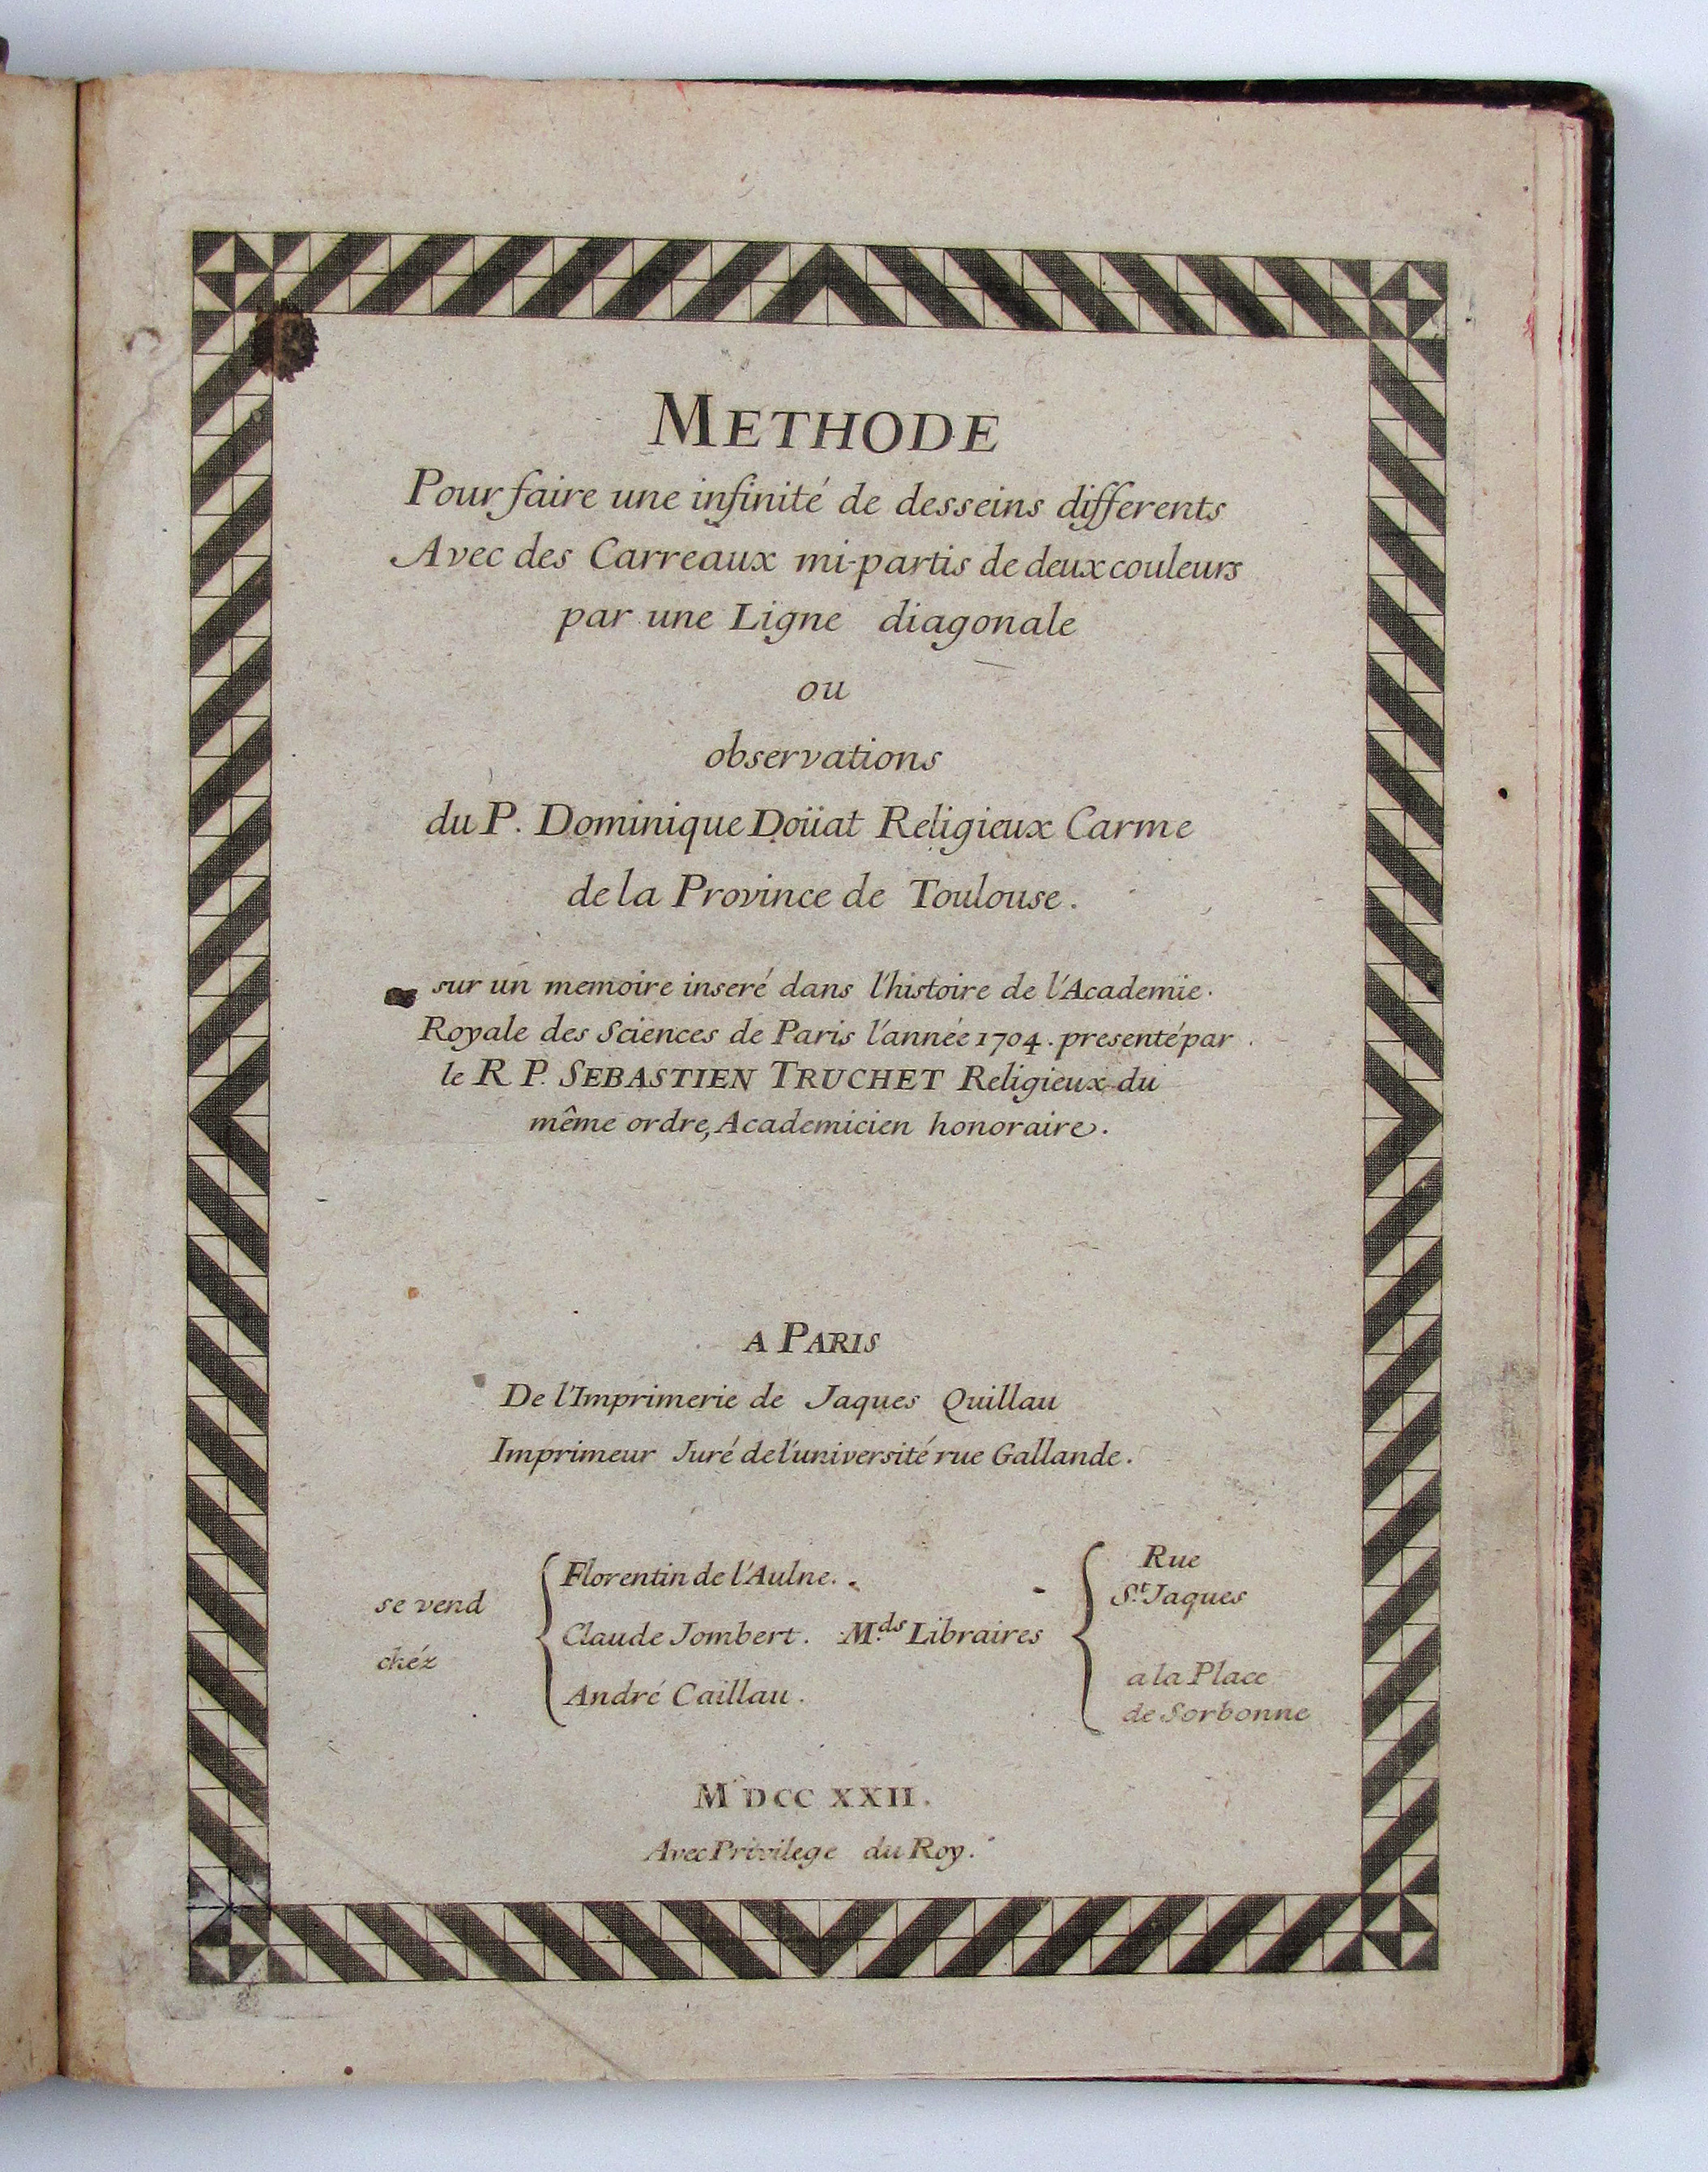 METHODE
Pour faire une infinité de desseins differents
Avec des Carreaux mi-partis de deux couleurs
par une Ligne diagonale
ou
observations
du P. Dominique Doüat Religieux Carme
de la Province de Toulouse.
sur un memoire inseré dans l'histoire de l'Academie.
Royale des Sciences de Paris l'année 1704. presenté par
le R P. SEBASTIEN TRUCHET Religieux du
même ordre, Academicien honoraire.
A PARIS
De l'Imprimerie de Jaques Quillau
Imprimeur Juré de l'université rue Gallande.
se vend
chéz
Florentin de l'Aulne.
Claude Jombert. M.ds Libraires
André Caillau.
Rue
S.t Jaques
a la Place
de Sorbonne
M DCC XXII.
Avec Privilege du Roy.